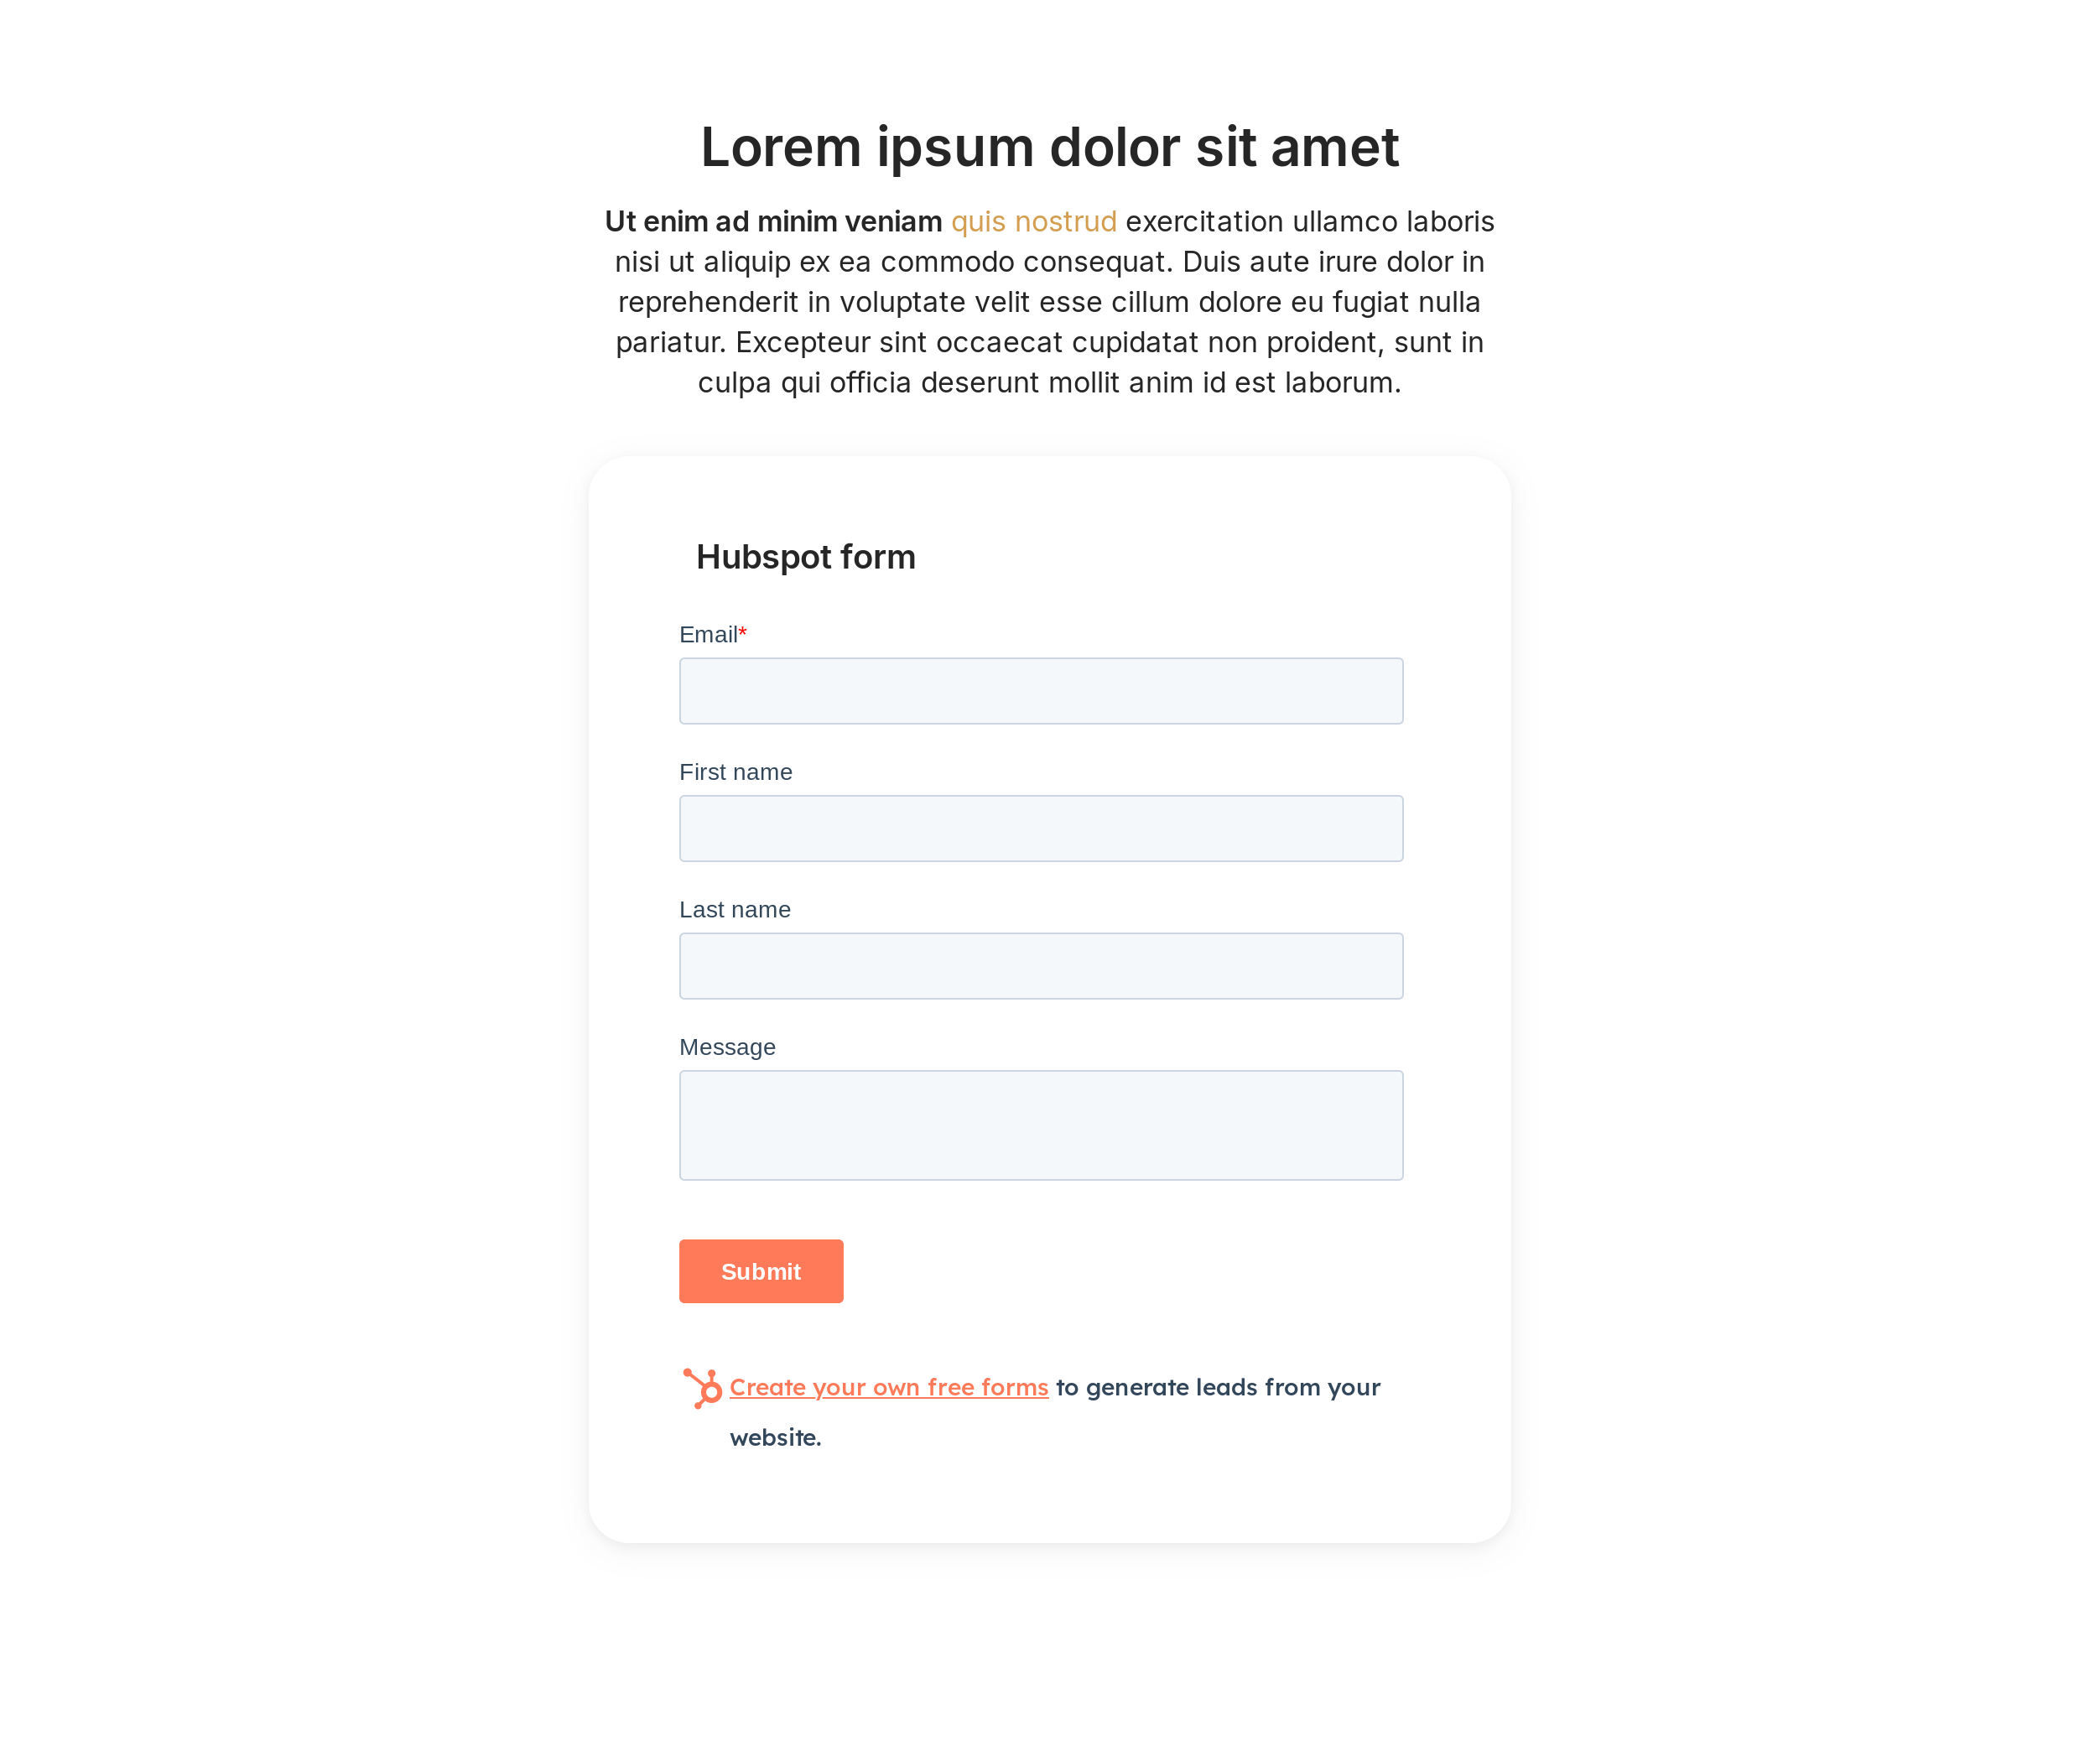 Lorem ipsum dolor sit amet
Ut enim ad minim veniam quis nostrud exercitation ullamco laboris
nisi ut aliquip ex ea commodo consequat. Duis aute irure dolor in
reprehenderit in voluptate velit esse cillum dolore eu fugiat nulla
pariatur. Excepteur sint occaecat cupidatat non proident, sunt in
culpa qui officia deserunt mollit anim id est laborum.
Hubspot form
Email*
First name
Last name
Message
Submit
Create your own free forms to generate leads from your
website.